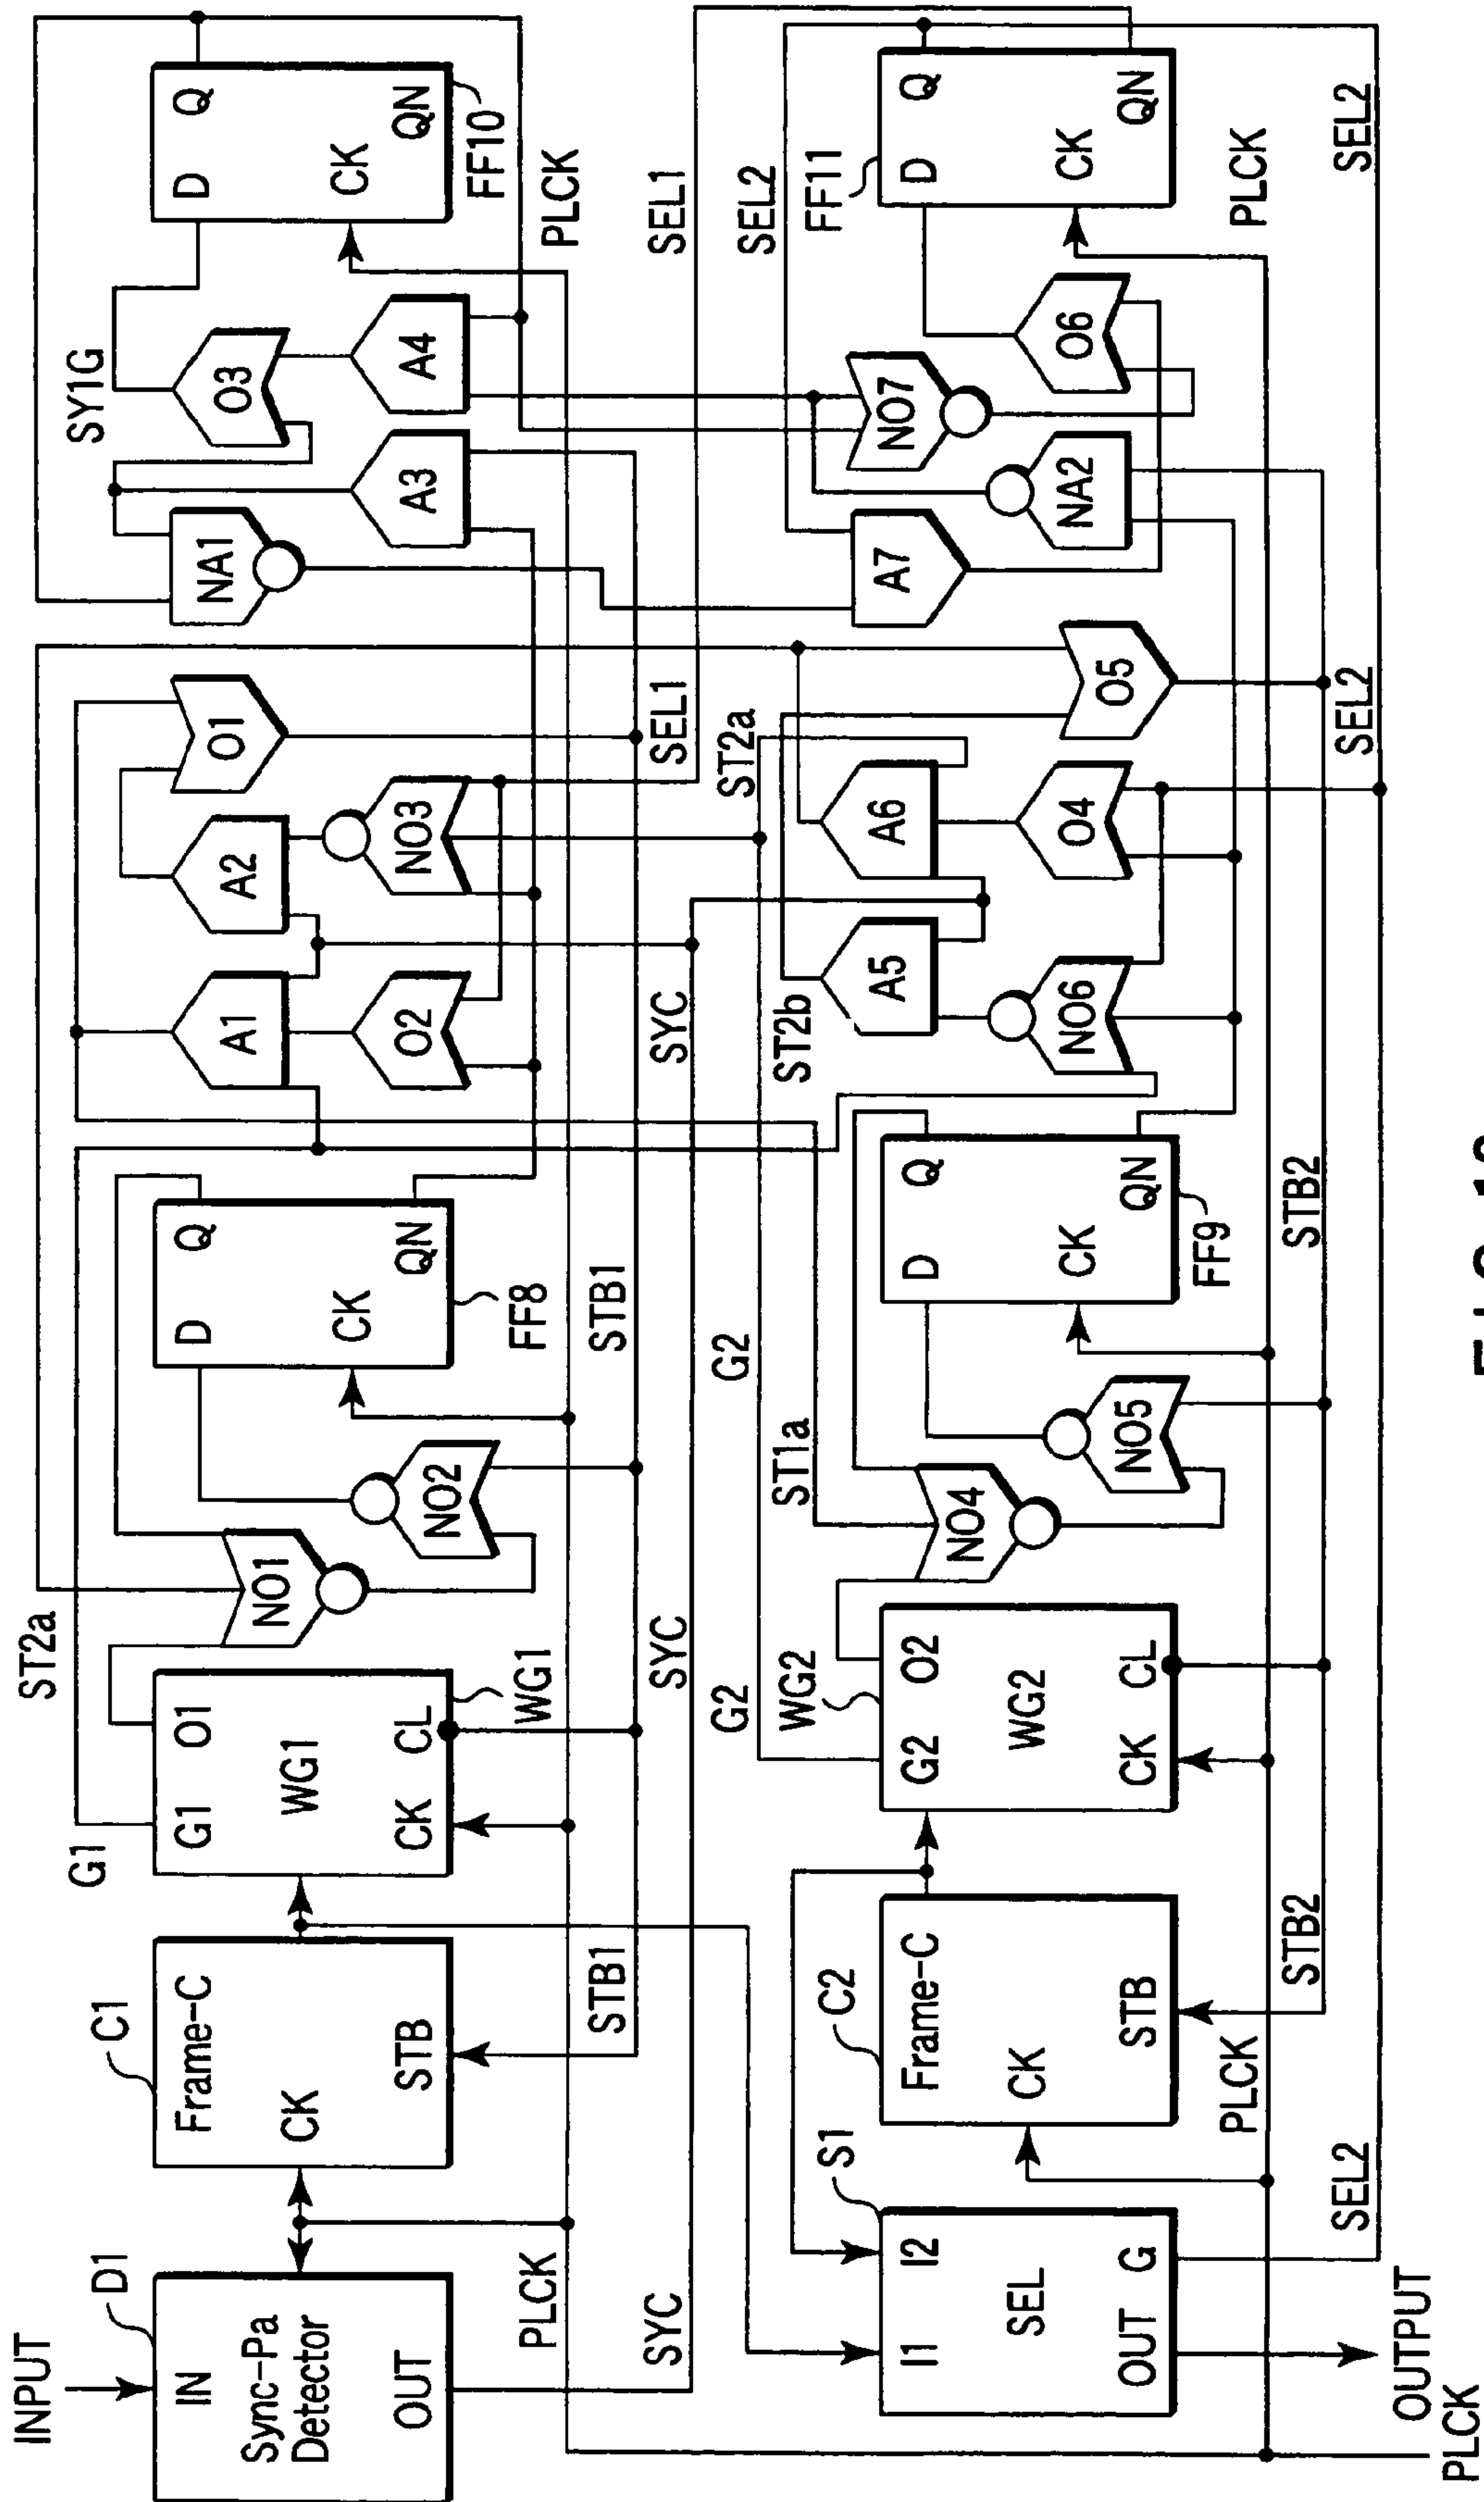 INPUT
D1
IN
Sync-Pa
Detector
OUT
C1
Frame-C
CK
STB
G1
G1
O1
WG1
CK
CL
WG1
ST2a
NO1
NO2
D
Q
CK
QN
FF8
A1
A2
O1
O2
NO3
SY1G
NA1
O3
A3
A4
D
Q
CK
QN
FF10
PLCK
PLCK
STB1
STB1
SEL1
SEL1
SYC
SYC
SYC
G2
G2
ST2a
SEL2
S1
I1
I2
SEL
OUT
G
C2
Frame-C
CK
STB
WG2
G2
O2
WG2
CK
CL
ST1a
NO4
NO5
D
Q
CK
QN
FF9
ST2b
A5
A6
NO6
O4
O5
A7
NO7
NA2
O6
FF11
D
Q
CK
QN
PLCK
PLCK
STB2
STB2
SEL2
SEL2
SEL2
OUTPUT
PLCK